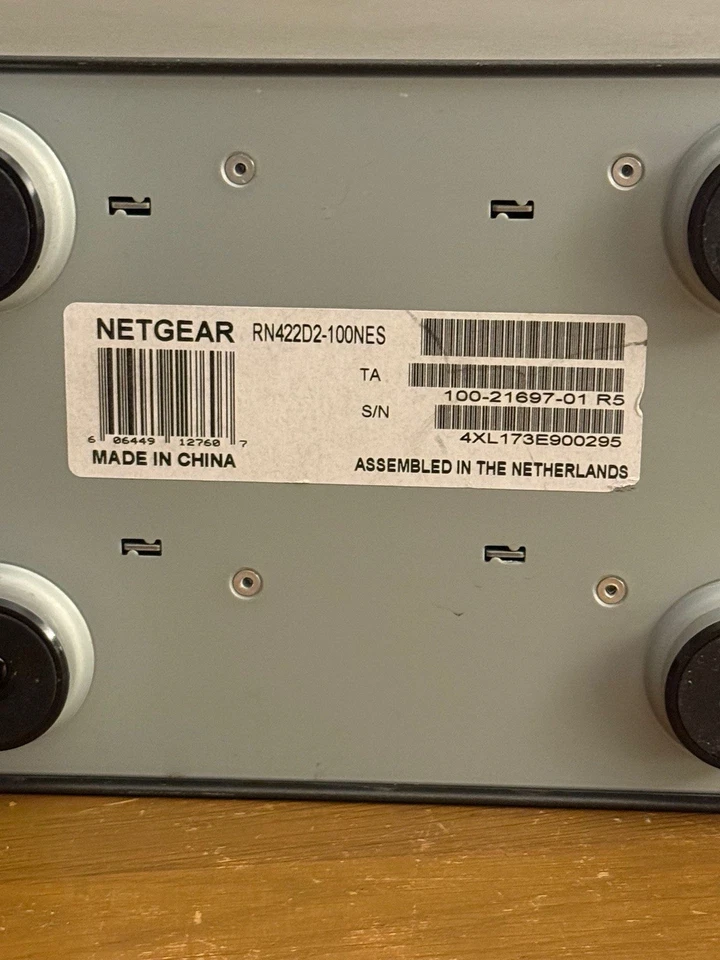 NETGEAR RN422D2-100NES
TA
100-21697-01 R5
S/N
4XL173E900295
6 06449 12760 7
MADE IN CHINA
ASSEMBLED IN THE NETHERLANDS